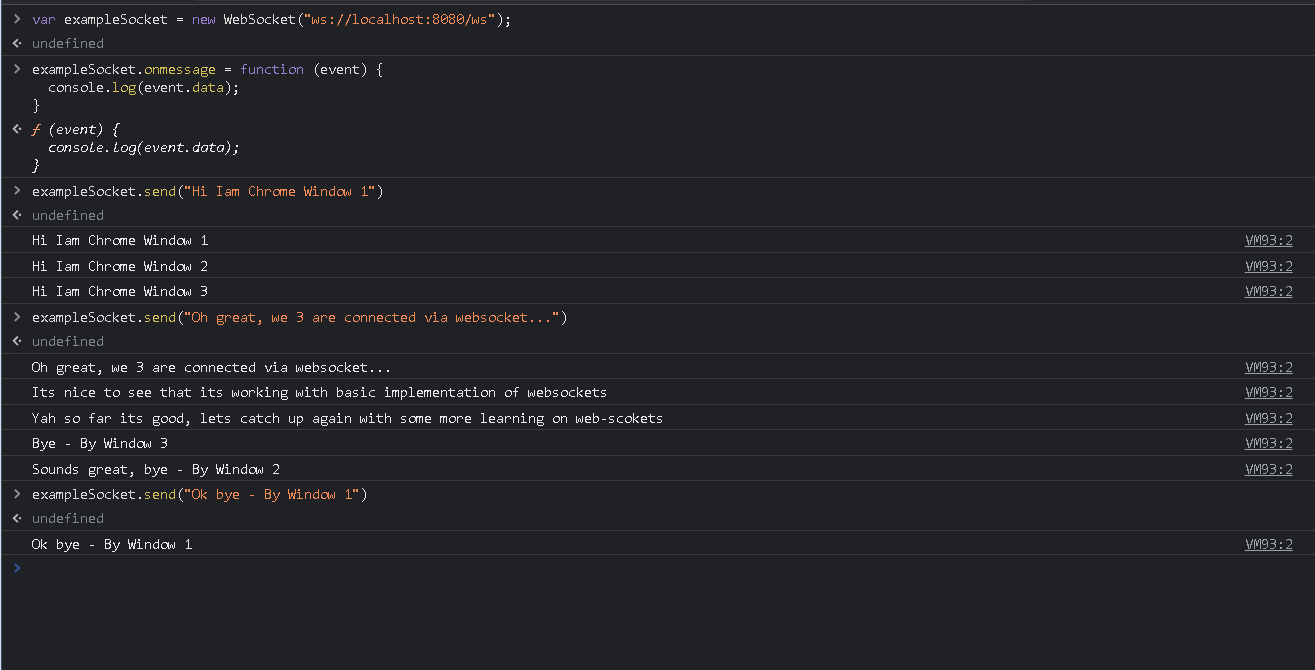 > var exampleSocket = new WebSocket("ws://localhost:8080/ws");
< undefined
> exampleSocket.onmessage = function (event) {
  console.log(event.data);
}
< ƒ (event) {
  console.log(event.data);
}
> exampleSocket.send("Hi Iam Chrome Window 1")
< undefined
Hi Iam Chrome Window 1 VM93:2
Hi Iam Chrome Window 2 VM93:2
Hi Iam Chrome Window 3 VM93:2
> exampleSocket.send("Oh great, we 3 are connected via websocket...")
< undefined
Oh great, we 3 are connected via websocket... VM93:2
Its nice to see that its working with basic implementation of websockets VM93:2
Yah so far its good, lets catch up again with some more learning on web-scokets VM93:2
Bye - By Window 3 VM93:2
Sounds great, bye - By Window 2 VM93:2
> exampleSocket.send("Ok bye - By Window 1")
< undefined
Ok bye - By Window 1 VM93:2
>